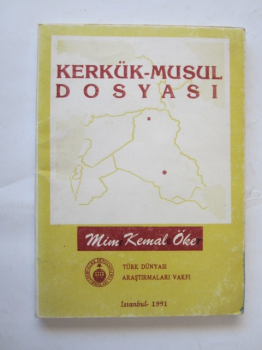 KERKÜK-MUSUL
DOSYASI
Mim Kemal Öke
TÜRK DÜNYASI
ARAŞTIRMALARI VAKFI
İstanbul- 1991